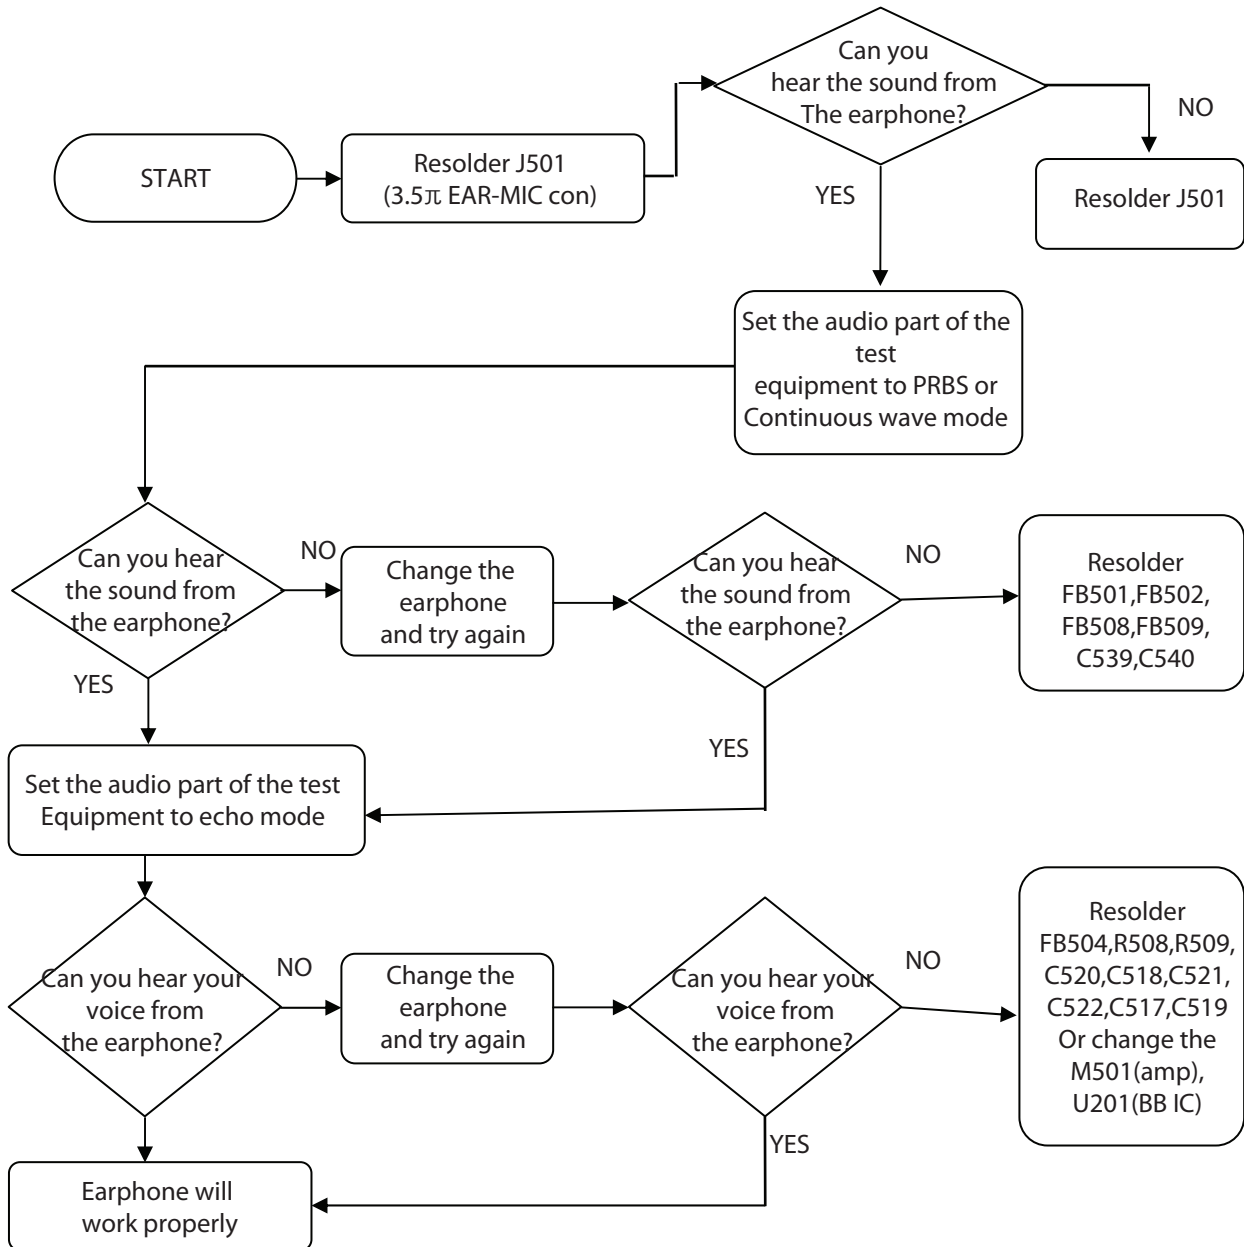 START
Resolder J501
(3.5π EAR-MIC con)
Can you
hear the sound from
The earphone?
NO
Resolder J501
YES
Set the audio part of the
test
equipment to PRBS or
Continuous wave mode
Can you hear
the sound from
the earphone?
NO
Change the
earphone
and try again
Can you hear
the sound from
the earphone?
NO
Resolder
FB501,FB502,
FB508,FB509,
C539,C540
YES
YES
Set the audio part of the test
Equipment to echo mode
Can you hear your
voice from
the earphone?
NO
Change the
earphone
and try again
Can you hear your
voice from
the earphone?
NO
Resolder
FB504,R508,R509,
C520,C518,C521,
C522,C517,C519
Or change the
M501(amp),
U201(BB IC)
YES
Earphone will
work properly